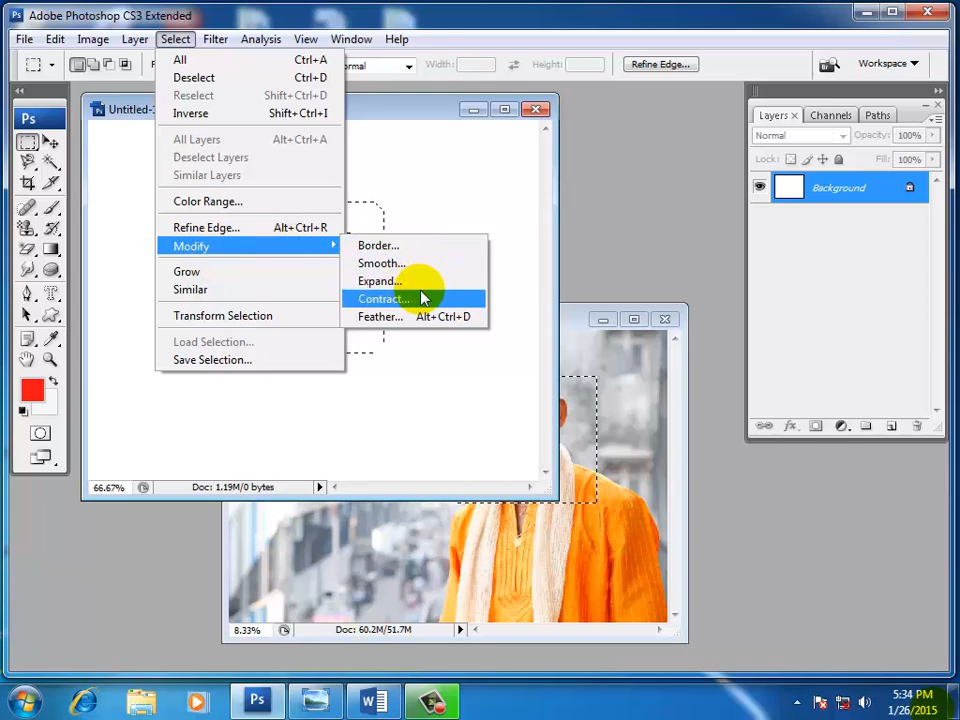 Ps Adobe Photoshop CS3 Extended
File Edit Image Layer Select Filter Analysis View Window Help
Width: Height: Refine Edge... Workspace
Ps
Untitled-
All Ctrl+A
Deselect Ctrl+D
Reselect Shift+Ctrl+D
Inverse Shift+Ctrl+I
All Layers Alt+Ctrl+A
Deselect Layers
Similar Layers
Color Range...
Refine Edge... Alt+Ctrl+R
Modify
Grow
Similar
Transform Selection
Load Selection...
Save Selection...
Border...
Smooth...
Expand...
Contract...
Feather... Alt+Ctrl+D
66.67% Doc: 1.19M/0 bytes
8.33% Doc: 60.2M/51.7M
Layers × Channels Paths
Normal Opacity: 100%
Lock: Fill: 100%
Background
Ps W
5:34 PM
1/26/2015